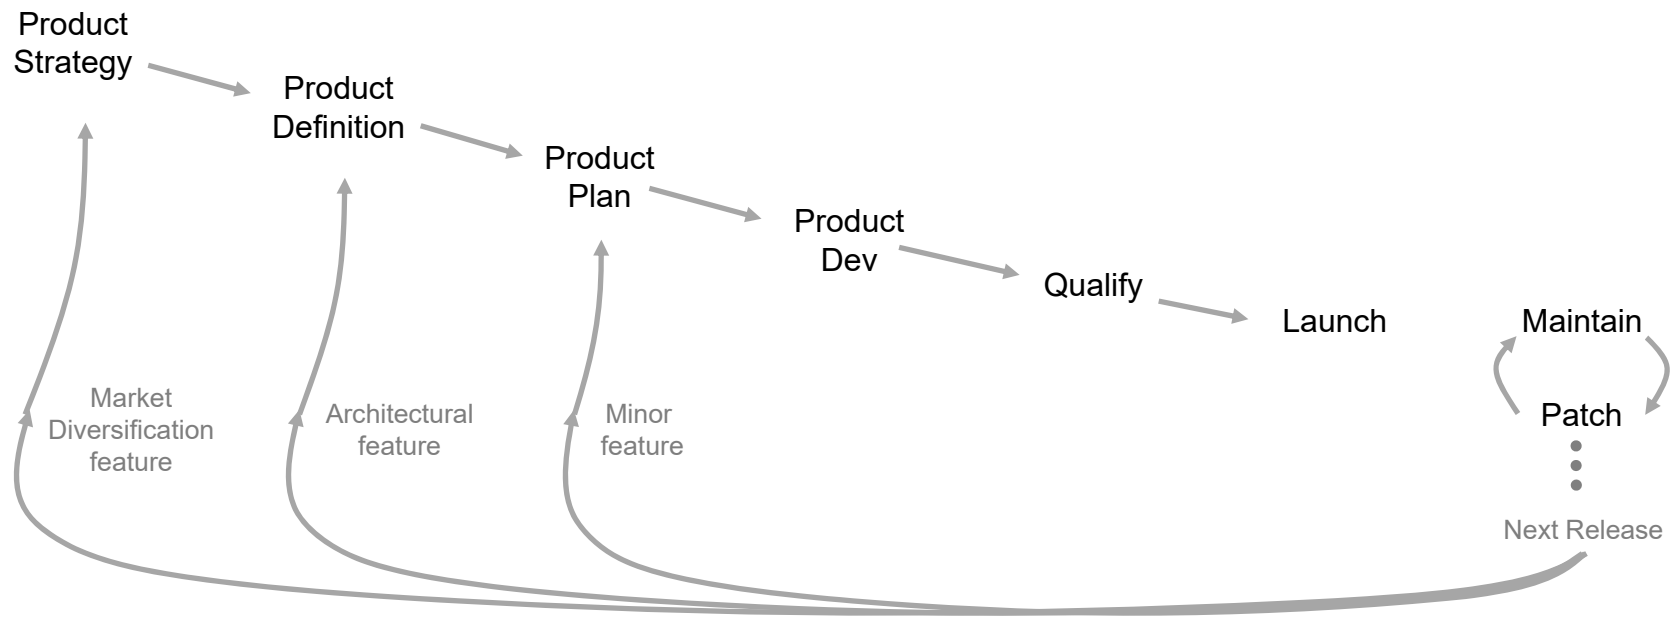 Product
Strategy
Product
Definition
Product
Plan
Product
Dev
Qualify
Launch
Maintain
Patch
Market
Diversification
feature
Architectural
feature
Minor
feature
Next Release